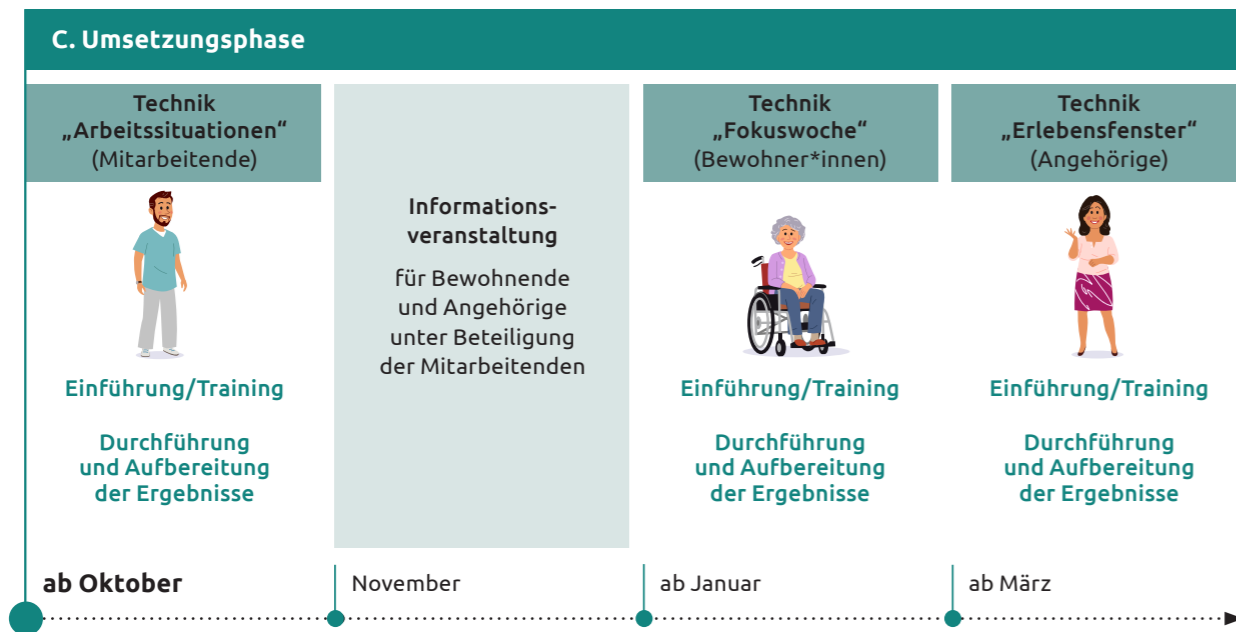 C. Umsetzungsphase
Technik
„Arbeitssituationen“
(Mitarbeitende)
Einführung/Training
Durchführung
und Aufbereitung
der Ergebnisse
Informations-
veranstaltung
für Bewohnende
und Angehörige
unter Beteiligung
der Mitarbeitenden
Technik
„Fokuswoche“
(Bewohner*innen)
Einführung/Training
Durchführung
und Aufbereitung
der Ergebnisse
Technik
„Erlebensfenster“
(Angehörige)
Einführung/Training
Durchführung
und Aufbereitung
der Ergebnisse
ab Oktober
November
ab Januar
ab März